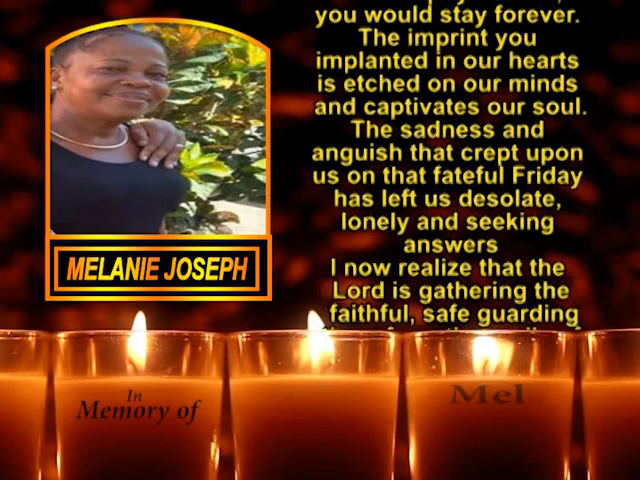 you would stay forever.
The imprint you
implanted in our hearts
is etched on our minds
and captivates our soul.
The sadness and
anguish that crept upon
us on that fateful Friday
has left us desolate,
lonely and seeking
answers
I now realize that the
Lord is gathering the
faithful, safe guarding
MELANIE JOSEPH
In
Memory of
Mel